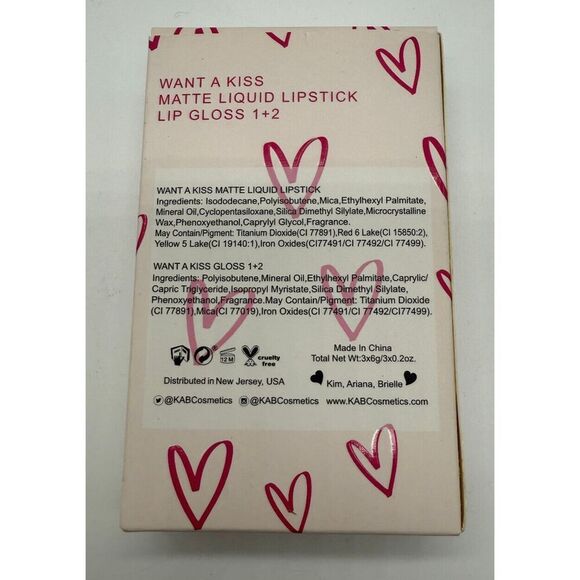 WANT A KISS
MATTE LIQUID LIPSTICK
LIP GLOSS 1+2
WANT A KISS MATTE LIQUID LIPSTICK
Ingredients: Isododecane,Polyisobutene,Mica,Ethylhexyl Palmitate,
Mineral Oil,Cyclopentasiloxane,Silica Dimethyl Silylate,Microcrystalline
Wax,Phenoxyethanol,Caprylyl Glycol,Fragrance.
May Contain/Pigment: Titanium Dioxide(CI 77891),Red 6 Lake(CI 15850:2),
Yellow 5 Lake(CI 19140:1),Iron Oxides(CI77491/CI 77492/CI 77499).
WANT A KISS GLOSS 1+2
Ingredients: Polyisobutene,Mineral Oil,Ethylhexyl Palmitate,Caprylic/
Capric Triglyceride,Isopropyl Myristate,Silica Dimethyl Silylate,
Phenoxyethanol,Fragrance.May Contain/Pigment: Titanium Dioxide
(CI 77891),Mica(CI 77019),Iron Oxides(CI 77491/CI 77492/CI77499).
12 M
cruelty
free
Made In China
Total Net Wt:3x6g/3x0.2oz.
Distributed in New Jersey, USA
Kim, Ariana, Brielle
@KABCosmetics
@KABCosmetics
www.KABCosmetics.com